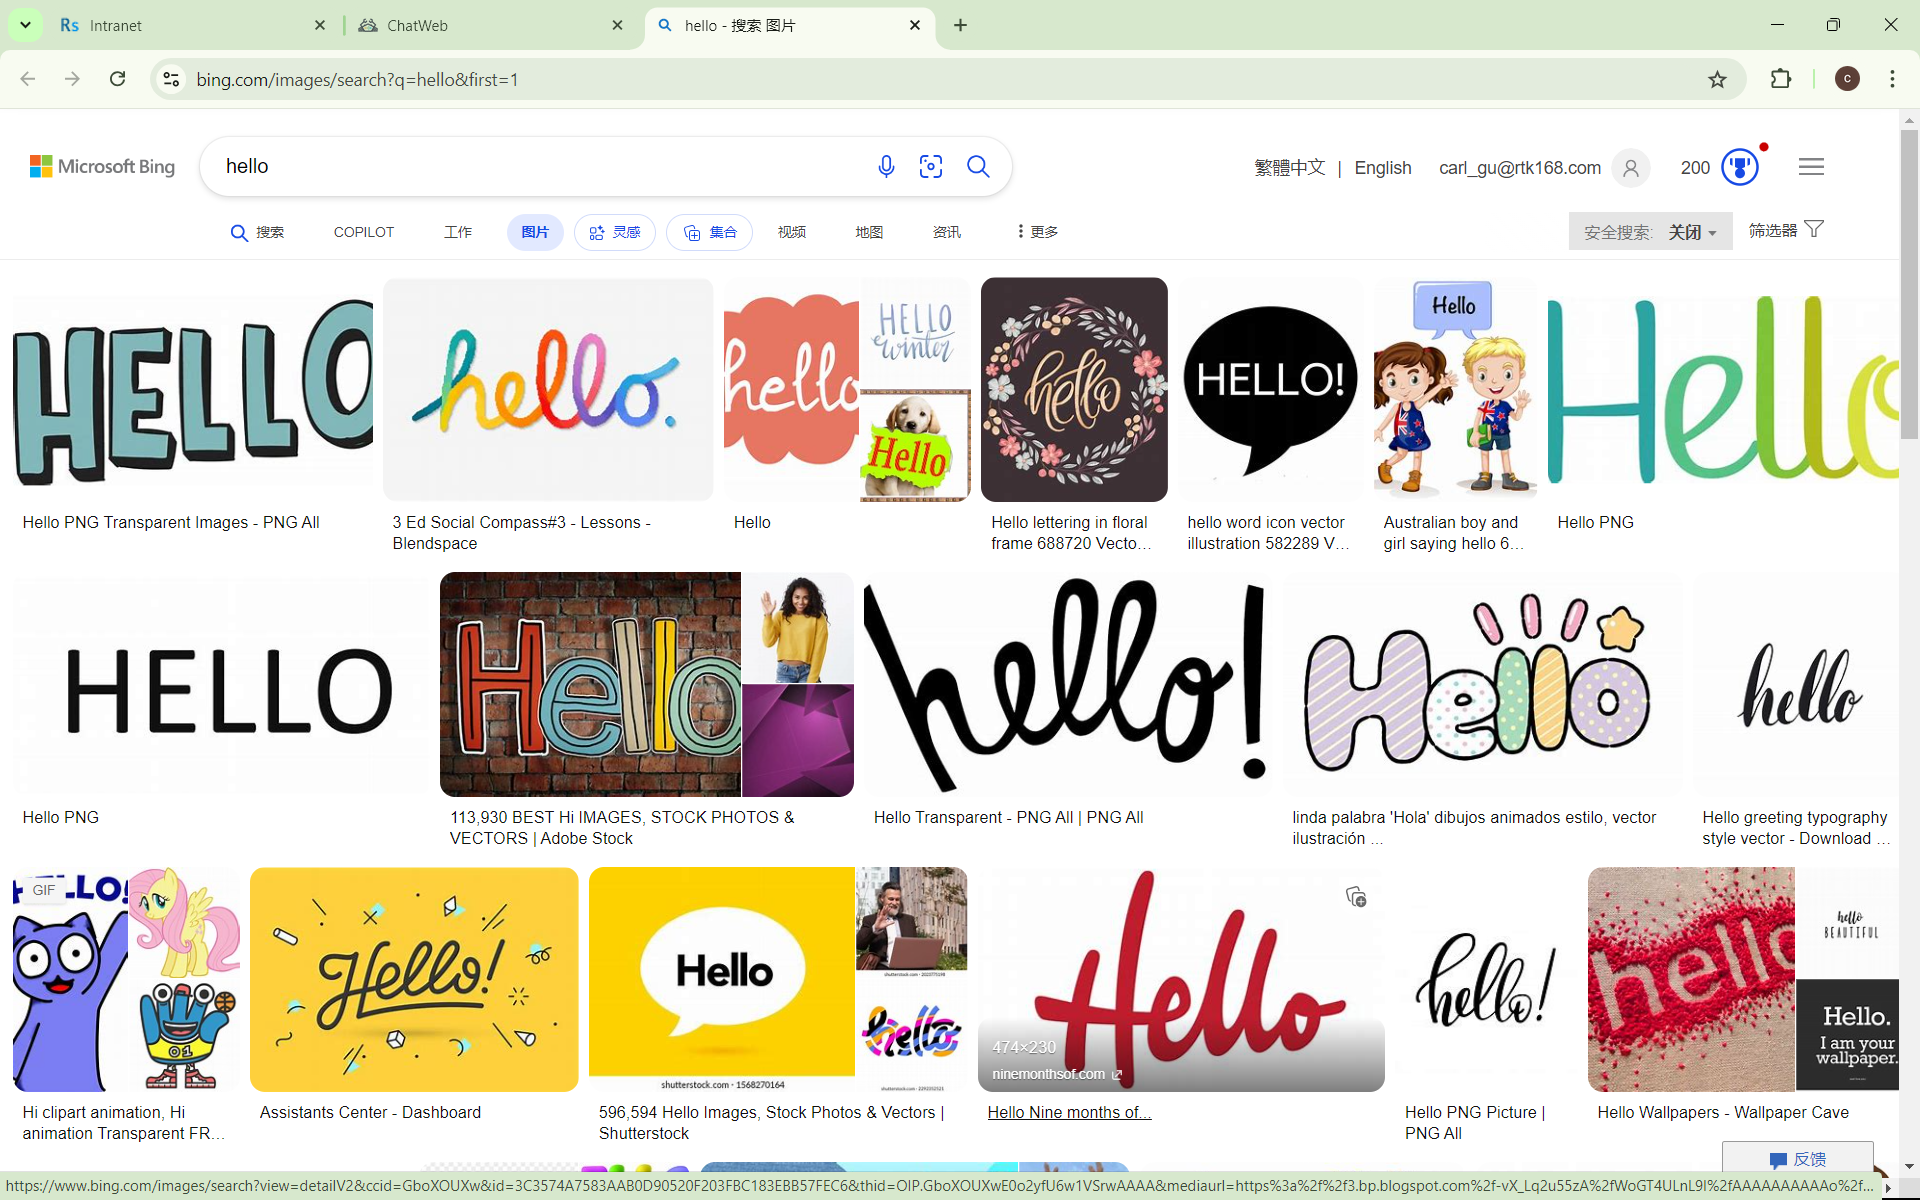 Intranet
ChatWeb
hello - 搜索 图片
bing.com/images/search?q=hello&first=1
C
Microsoft Bing
hello
繁體中文 | English
carl_gu@rtk168.com
200
搜索
COPILOT
工作
图片
灵感
集合
视频
地图
资讯
更多
安全搜索: 关闭
筛选器
HELLO
hello.
hello
HELLO winter
Hello
hello
HELLO!
Hello
Hello
Hello PNG Transparent Images - PNG All
3 Ed Social Compass#3 - Lessons -
Blendspace
Hello
Hello lettering in floral
frame 688720 Vecto...
hello word icon vector
illustration 582289 V...
Australian boy and
girl saying hello 6...
Hello PNG
HELLO
Hello
hello!
Hello
hello
Hello PNG
113,930 BEST Hi IMAGES, STOCK PHOTOS &
VECTORS | Adobe Stock
Hello Transparent - PNG All | PNG All
linda palabra 'Hola' dibujos animados estilo, vector
ilustración ...
Hello greeting typography
style vector - Download ...
GIF
HELLO!
01
Hello!
Hello
shutterstock.com · 1568270164
hello
Hello
474×230
ninemonthsof.com
hello!
hello
hello
BEAUTIFUL
Hello.
I am your
wallpaper.
Hi clipart animation, Hi
animation Transparent FR...
Assistants Center - Dashboard
596,594 Hello Images, Stock Photos & Vectors |
Shutterstock
Hello Nine months of...
Hello PNG Picture |
PNG All
Hello Wallpapers - Wallpaper Cave
反馈
https://www.bing.com/images/search?view=detailV2&ccid=GboXOUXw&id=3C3574A7583AAB0D90520F203FBC183EBB57FEC6&thid=OIP.GboXOUXwE0o2yfU6w1VSrwAAAA&mediaurl=https%3a%2f%2f3.bp.blogspot.com%2f-vX_Lq2u55zA%2fWoGT4ULnL9I%2fAAAAAAAAAAo%2f...